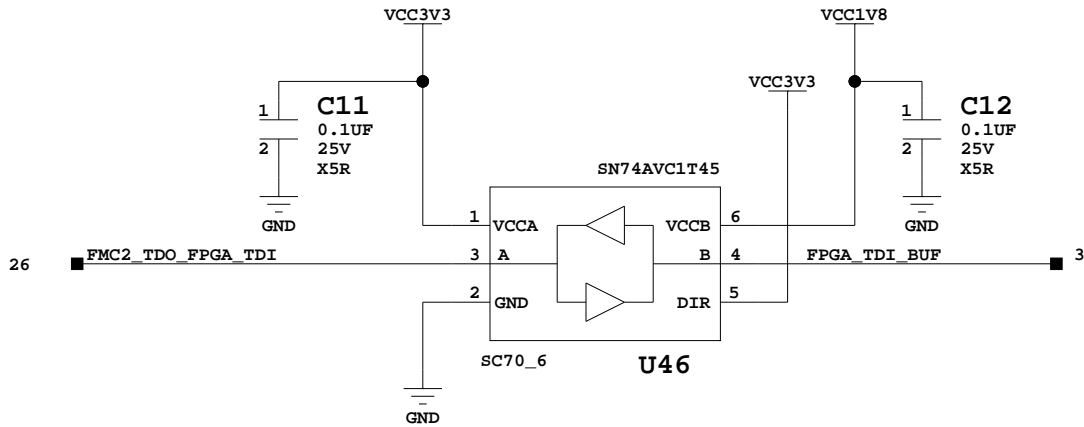 VCC3V3
VCC1V8
VCC3V3
1
C11
0.1UF
2
25V
X5R
GND
1
C12
0.1UF
2
25V
X5R
GND
SN74AVC1T45
1
VCCA
VCCB
6
26
FMC2_TDO_FPGA_TDI
3
A
B
4
FPGA_TDI_BUF
3
2
GND
DIR
5
SC70_6
U46
GND